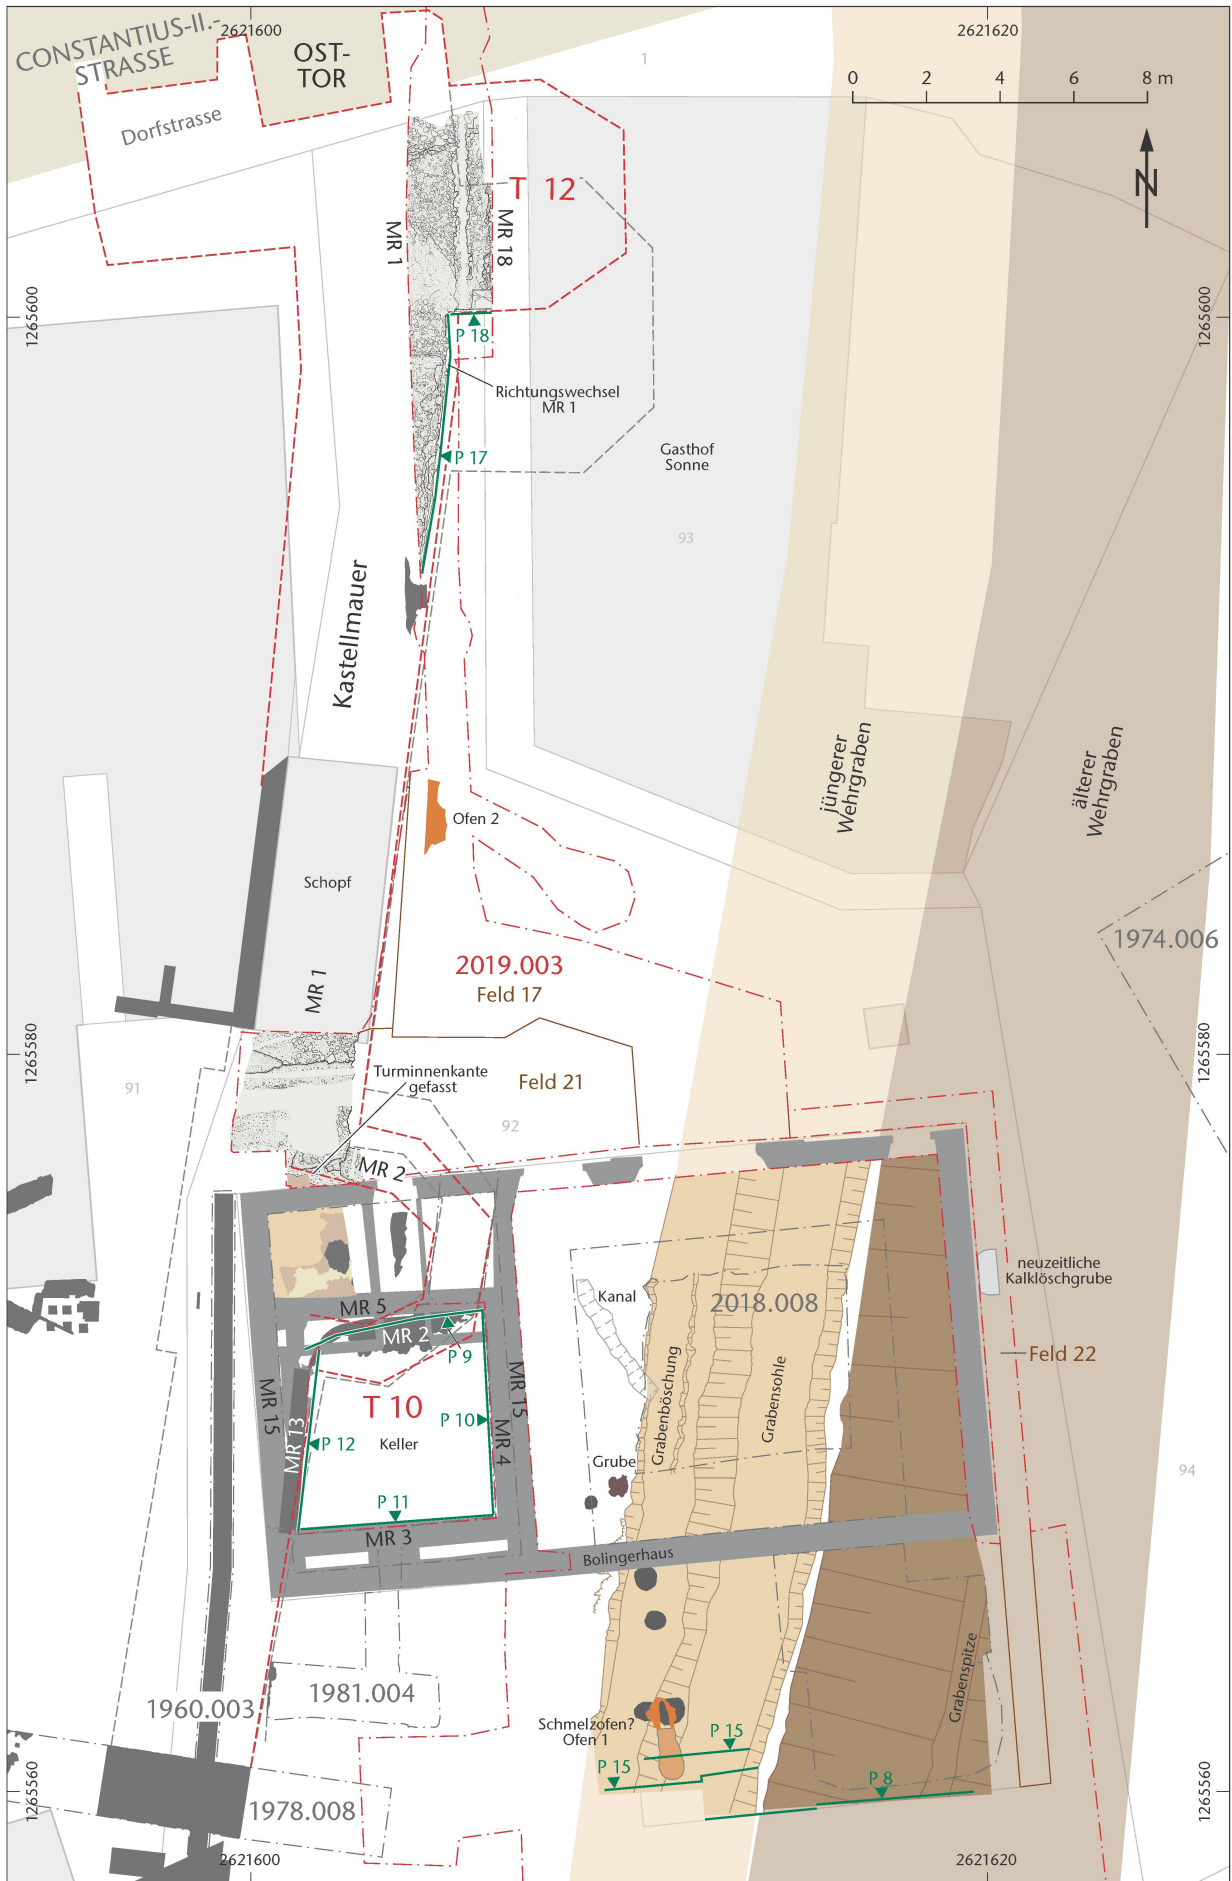 CONSTANTIUS-II.-
STRASSE
2621600
OST-
TOR
2621620
1
0 2 4 6 8 m
Dorfstrasse
N
T 12
MR 1
MR 18
1265600
1265600
P 18
Richtungswechsel
MR 1
Gasthof
Sonne
P 17
93
Kastellmauer
jüngerer
Wehrgraben
älterer
Wehrgraben
Ofen 2
Schopf
1974.006
2019.003
Feld 17
MR 1
1265580
1265580
Turminnenkante
gefasst
Feld 21
91
92
MR 2
neuzeitliche
Kalklöschgrube
Kanal
2018.008
MR 5
MR 2
P 9
Feld 22
Grabenböschung
Grabensohle
MR 15
MR 15
T 10
P 10
MR 13
P 12
Keller
MR 4
Grube
94
P 11
MR 3
Bolingerhaus
Grabenspitze
1981.004
1960.003
Schmelzofen?
Ofen 1
P 15
P 15
P 8
1265560
1265560
1978.008
2621600
2621620